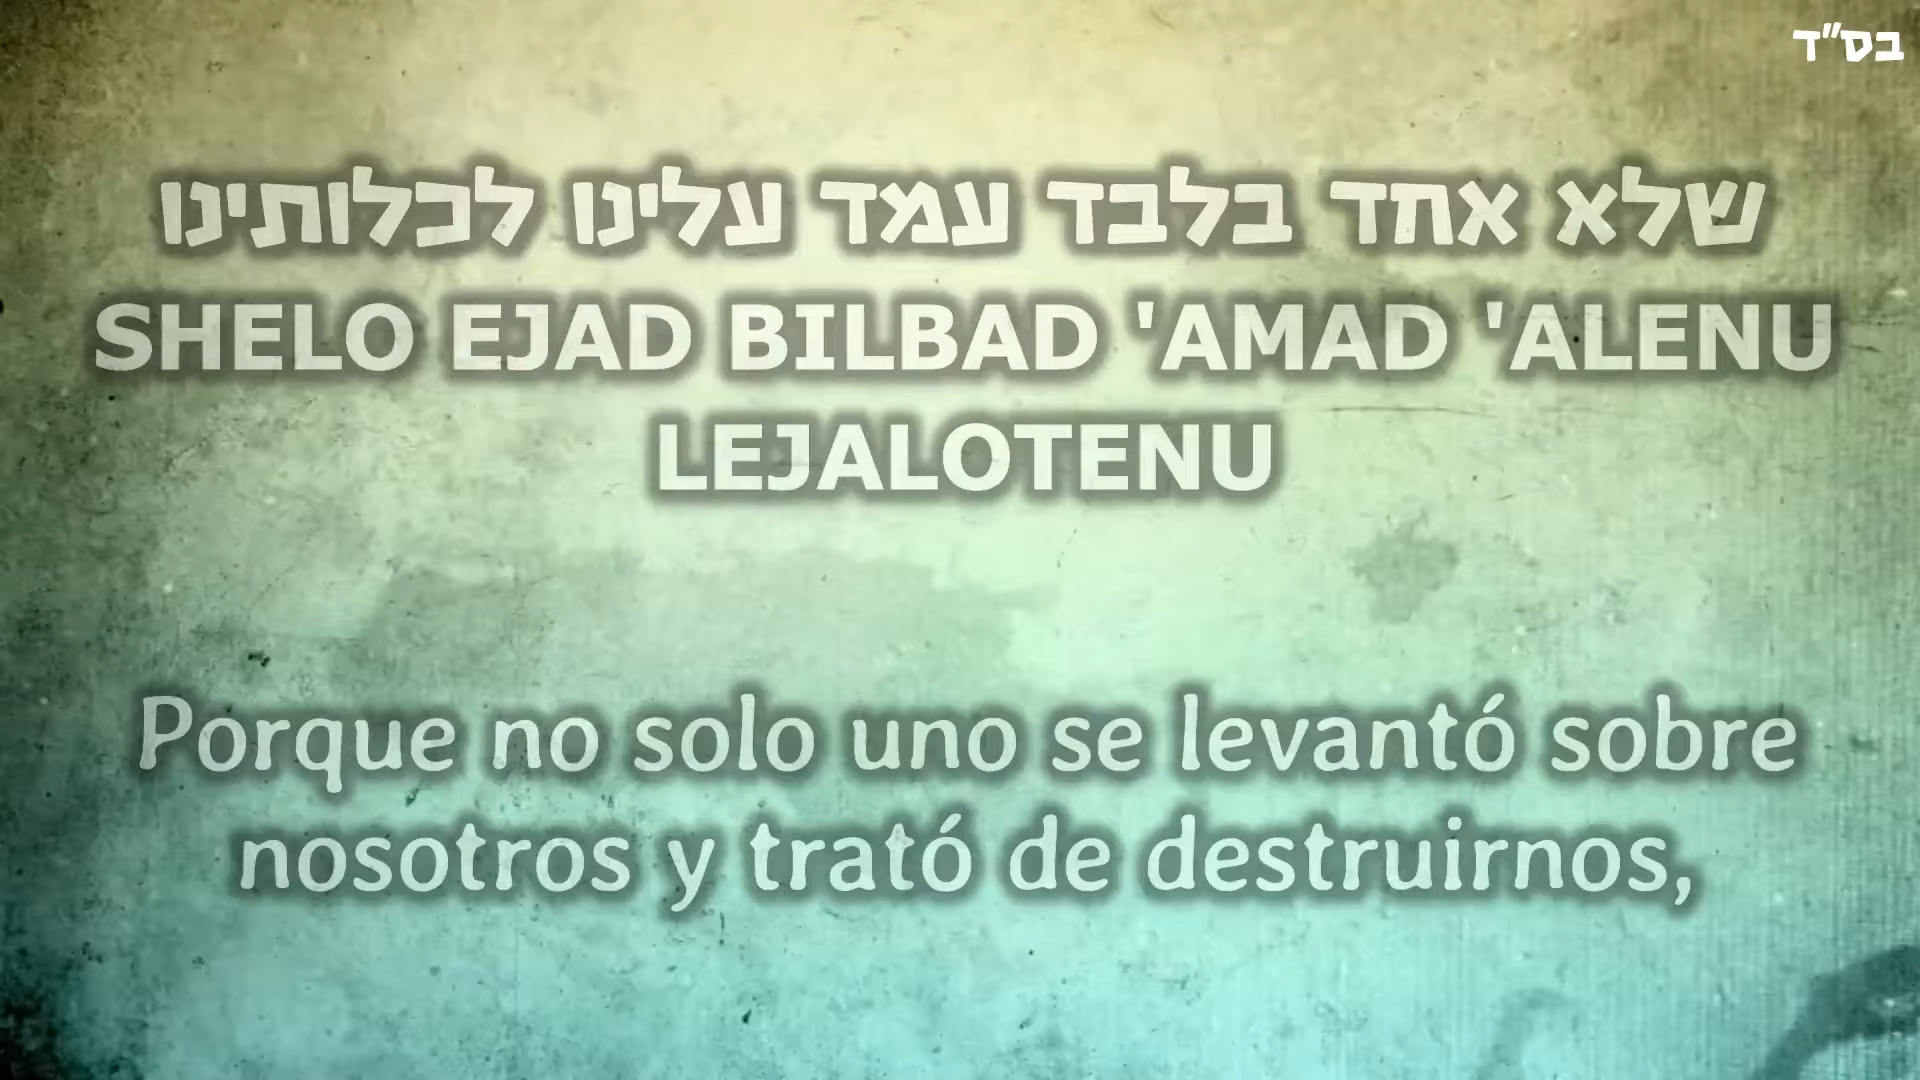 בס"ד
שלא אחד בלבד עמד עלינו לכלותינו
SHELO EJAD BILBAD 'AMAD 'ALENU
LEJALOTENU
Porque no solo uno se levantó sobre
nosotros y trató de destruirnos,